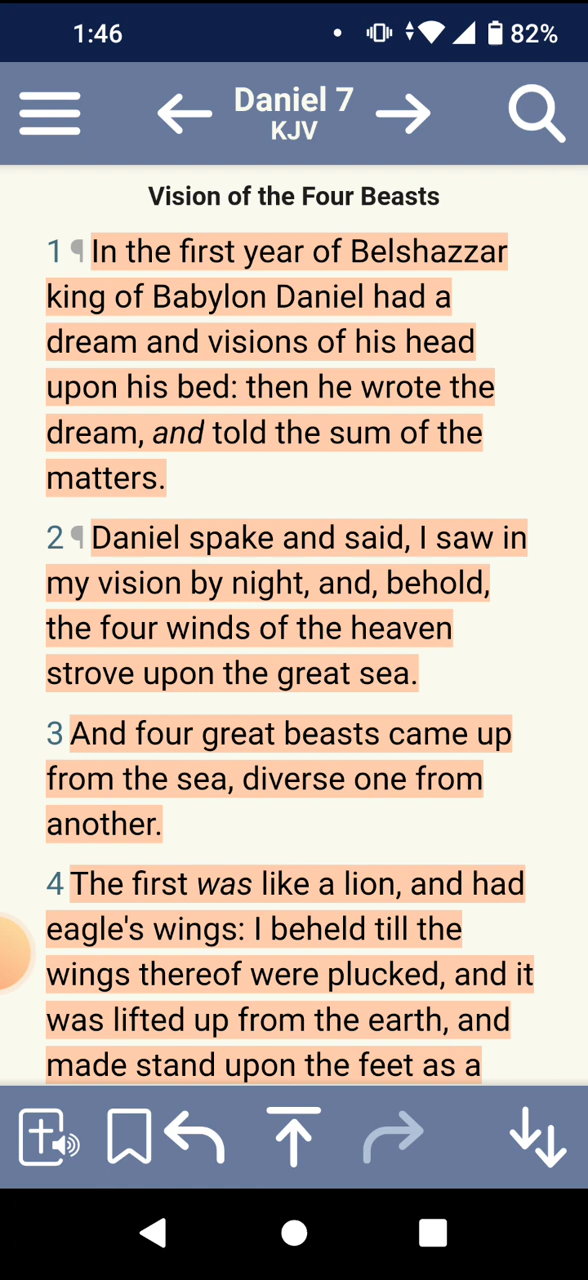 1:46
82%
Daniel 7
KJV
Vision of the Four Beasts
1 ¶ In the first year of Belshazzar
king of Babylon Daniel had a
dream and visions of his head
upon his bed: then he wrote the
dream, and told the sum of the
matters.
2 ¶ Daniel spake and said, I saw in
my vision by night, and, behold,
the four winds of the heaven
strove upon the great sea.
3 And four great beasts came up
from the sea, diverse one from
another.
4 The first was like a lion, and had
eagle's wings: I beheld till the
wings thereof were plucked, and it
was lifted up from the earth, and
made stand upon the feet as a